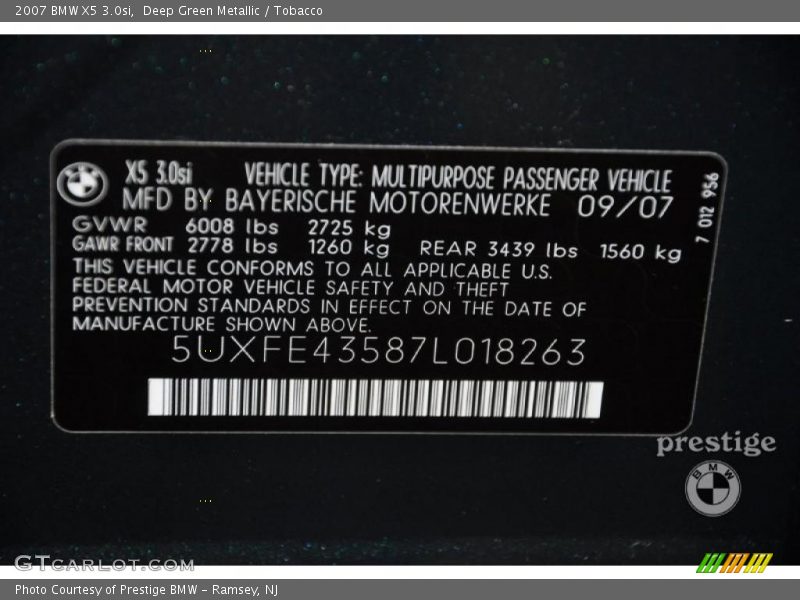 2007 BMW X5 3.0si, Deep Green Metallic / Tobacco
X5 3.0si VEHICLE TYPE: MULTIPURPOSE PASSENGER VEHICLE
MFD BY BAYERISCHE MOTORENWERKE 09/07
GVWR 6008 lbs 2725 kg
GAWR FRONT 2778 lbs 1260 kg REAR 3439 lbs 1560 kg
THIS VEHICLE CONFORMS TO ALL APPLICABLE U.S.
FEDERAL MOTOR VEHICLE SAFETY AND THEFT
PREVENTION STANDARDS IN EFFECT ON THE DATE OF
MANUFACTURE SHOWN ABOVE.
5UXFE43587L018263
7 012 956
prestige
BMW
GTCARLOT.COM
Photo Courtesy of Prestige BMW - Ramsey, NJ